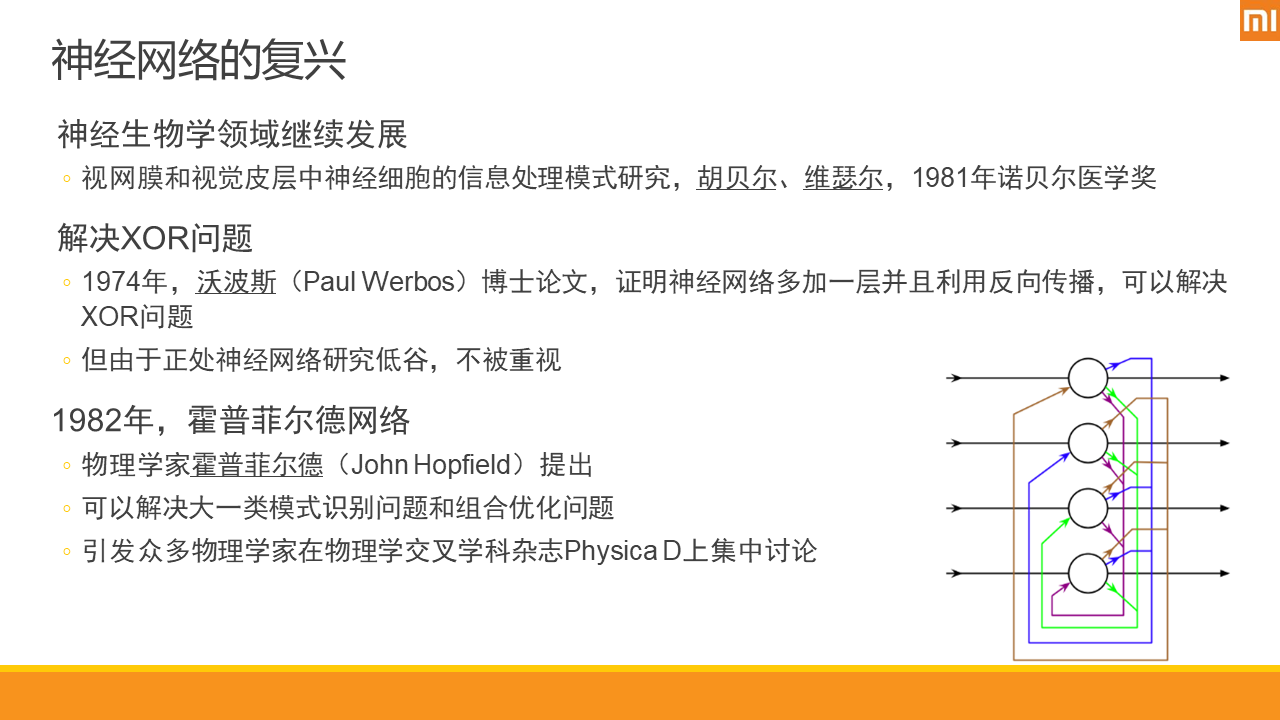 神经网络的复兴
神经生物学领域继续发展
◦ 视网膜和视觉皮层中神经细胞的信息处理模式研究，胡贝尔、维瑟尔，1981年诺贝尔医学奖
解决XOR问题
◦ 1974年，沃波斯（Paul Werbos）博士论文，证明神经网络多加一层并且利用反向传播，可以解决
XOR问题
◦ 但由于正处神经网络研究低谷，不被重视
1982年，霍普菲尔德网络
◦ 物理学家霍普菲尔德（John Hopfield）提出
◦ 可以解决大一类模式识别问题和组合优化问题
◦ 引发众多物理学家在物理学交叉学科杂志Physica D上集中讨论